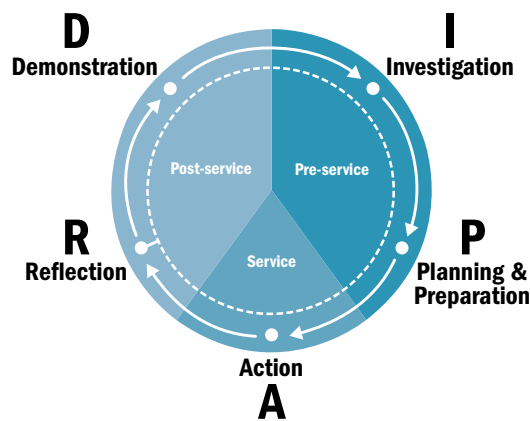 D
Demonstration
I
Investigation
Post-service
Pre-service
R
Reflection
Service
P
Planning &
Preparation
Action
A